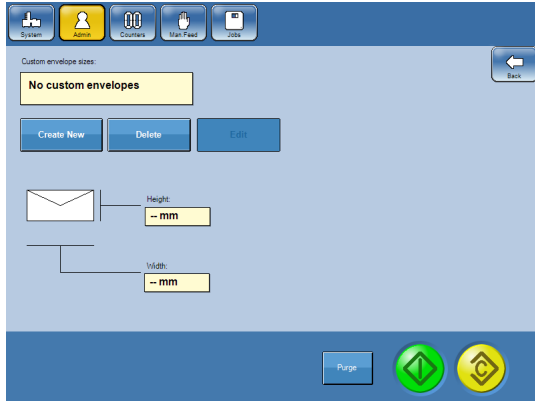 System
Admin
Counters
Man.Feed
Jobs
Custom envelope sizes:
Back
No custom envelopes
Create New
Delete
Edit
Height:
-- mm
Width:
-- mm
Purge
C